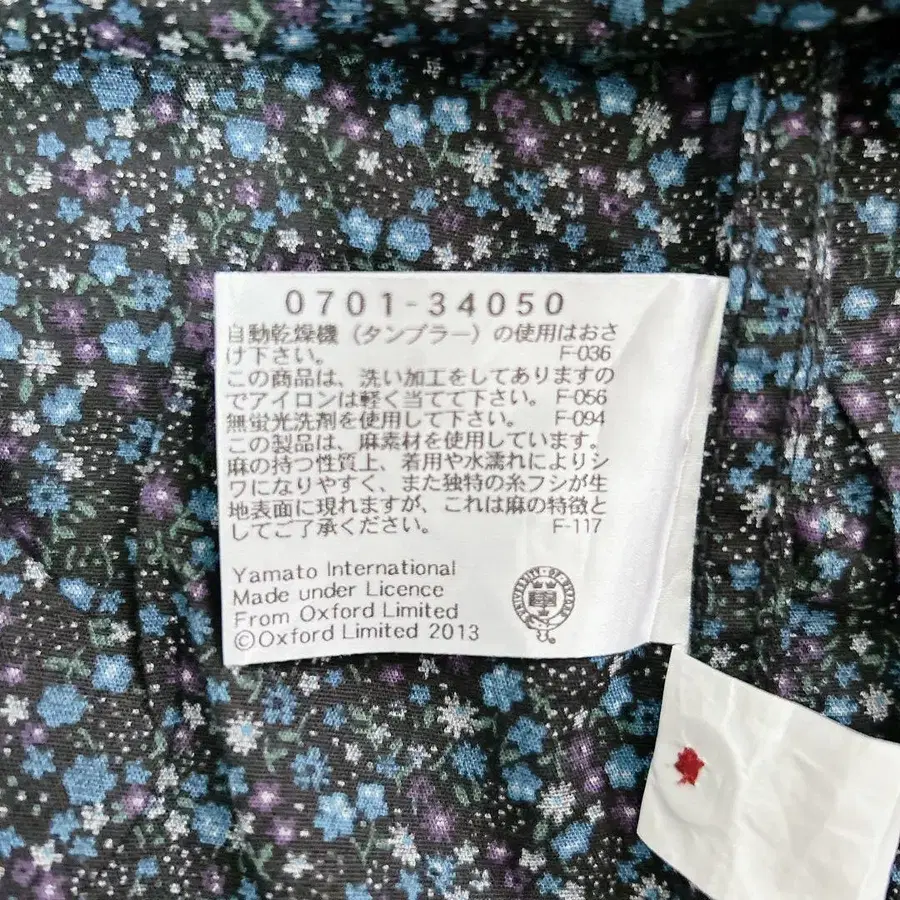 0701-34050
自動乾燥機（タンブラー）の使用はおさ
け下さい。 F-036
この商品は、洗い加工をしてありますの
でアイロンは軽く当てて下さい。 F-056
無蛍光洗剤を使用して下さい。 F-094
この製品は、麻素材を使用しています。
麻の持つ性質上、着用や水濡れによりシ
ワになりやすく、また独特の糸フシが生
地表面に現れますが、これは麻の特徴と
してご了承ください。 F-117
Yamato International
Made under Licence
From Oxford Limited
©Oxford Limited 2013
UNIVERSITY OF OXFORD